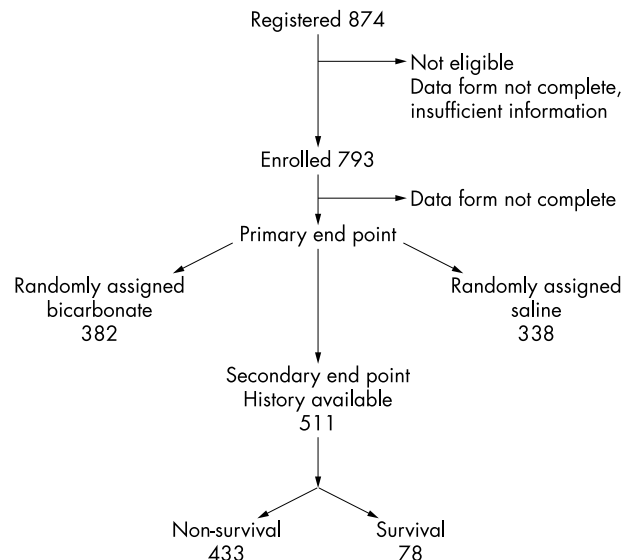 Registered 874
Not eligible
Data form not complete,
insufficient information
Enrolled 793
Data form not complete
Primary end point
Randomly assigned
bicarbonate
382
Randomly assigned
saline
338
Secondary end point
History available
511
Non-survival
433
Survival
78